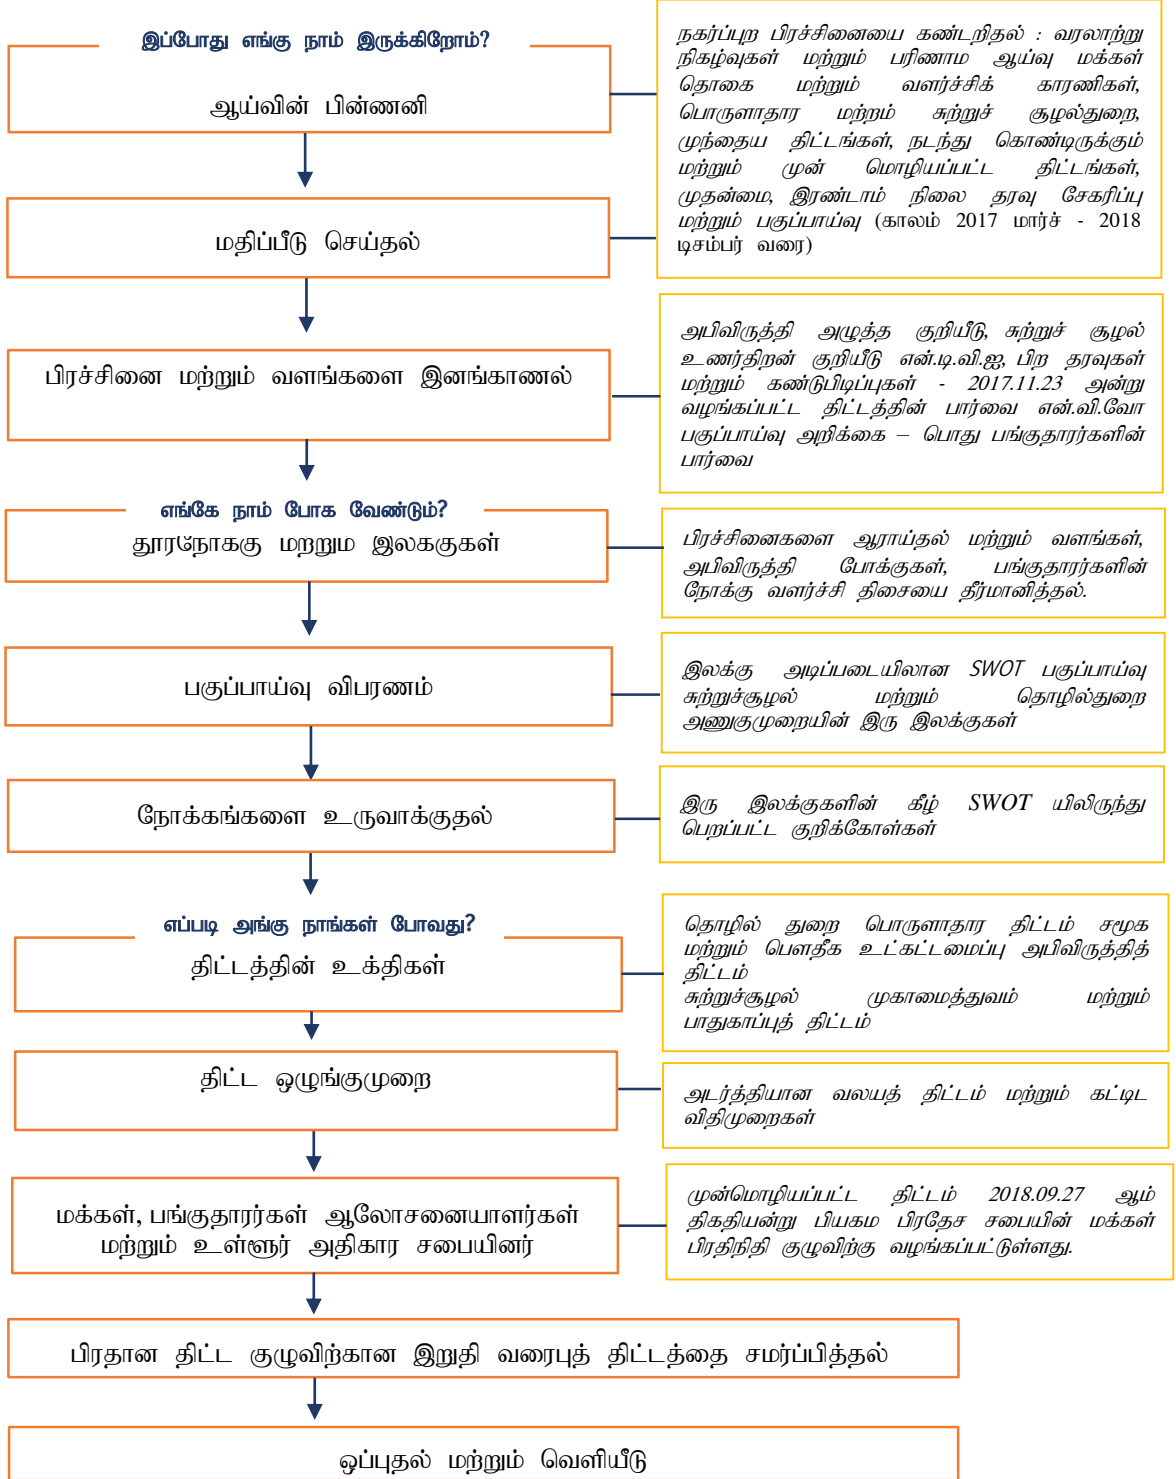 இப்போது எங்கு நாம் இருக்கிறோம்?
ஆய்வின் பின்ணனி
நகர்ப்புற பிரச்சினையை கண்டறிதல் : வரலாற்று
நிகழ்வுகள் மற்றும் பரிணாம ஆய்வு மக்கள்
தொகை மற்றும் வளர்ச்சிக் காரணிகள்,
பொருளாதார மற்றம் சுற்றுச் சூழல்துறை,
முந்தைய திட்டங்கள், நடந்து கொண்டிருக்கும்
மற்றும் முன் மொழியப்பட்ட திட்டங்கள்,
முதன்மை, இரண்டாம் நிலை தரவு சேகரிப்பு
மற்றும் பகுப்பாய்வு (காலம் 2017 மார்ச் - 2018
டிசம்பர் வரை)
மதிப்பீடு செய்தல்
பிரச்சினை மற்றும் வளங்களை இனங்காணல்
அபிவிருத்தி அழுத்த குறியீடு, சுற்றுச் சூழல்
உணர்திறன் குறியீடு என்.டி.வி.ஐ, பிற தரவுகள்
மற்றும் கண்டுபிடிப்புகள் - 2017.11.23 அன்று
வழங்கப்பட்ட திட்டத்தின் பார்வை என்.வி.வோ
பகுப்பாய்வு அறிக்கை – பொது பங்குதாரர்களின்
பார்வை
எங்கே நாம் போக வேண்டும்?
தூரநோக்கு மற்றும் இலக்குகள்
பிரச்சினைகளை ஆராய்தல் மற்றும் வளங்கள்,
அபிவிருத்தி போக்குகள், பங்குதாரர்களின்
நோக்கு வளர்ச்சி திசையை தீர்மானித்தல்.
பகுப்பாய்வு விபரணம்
இலக்கு அடிப்படையிலான SWOT பகுப்பாய்வு
சுற்றுச்சூழல் மற்றும் தொழில்துறை
அணுகுமுறையின் இரு இலக்குகள்
நோக்கங்களை உருவாக்குதல்
இரு இலக்குகளின் கீழ் SWOT யிலிருந்து
பெறப்பட்ட குறிக்கோள்கள்
எப்படி அங்கு நாங்கள் போவது?
திட்டத்தின் உக்திகள்
தொழில் துறை பொருளாதார திட்டம் சமூக
மற்றும் பௌதீக உட்கட்டமைப்பு அபிவிருத்தித்
திட்டம்
சுற்றுச்சூழல் முகாமைத்துவம் மற்றும்
பாதுகாப்புத் திட்டம்
திட்ட ஒழுங்குமுறை
அடர்த்தியான வலயத் திட்டம் மற்றும் கட்டிட
விதிமுறைகள்
மக்கள், பங்குதாரர்கள் ஆலோசனையாளர்கள்
மற்றும் உள்ளூர் அதிகார சபையினர்
முன்மொழியப்பட்ட திட்டம் 2018.09.27 ஆம்
திகதியன்று பியகம பிரதேச சபையின் மக்கள்
பிரதிநிதி குழுவிற்கு வழங்கப்பட்டுள்ளது.
பிரதான திட்ட குழுவிற்கான இறுதி வரைபுத் திட்டத்தை சமர்ப்பித்தல்
ஒப்புதல் மற்றும் வெளியீடு